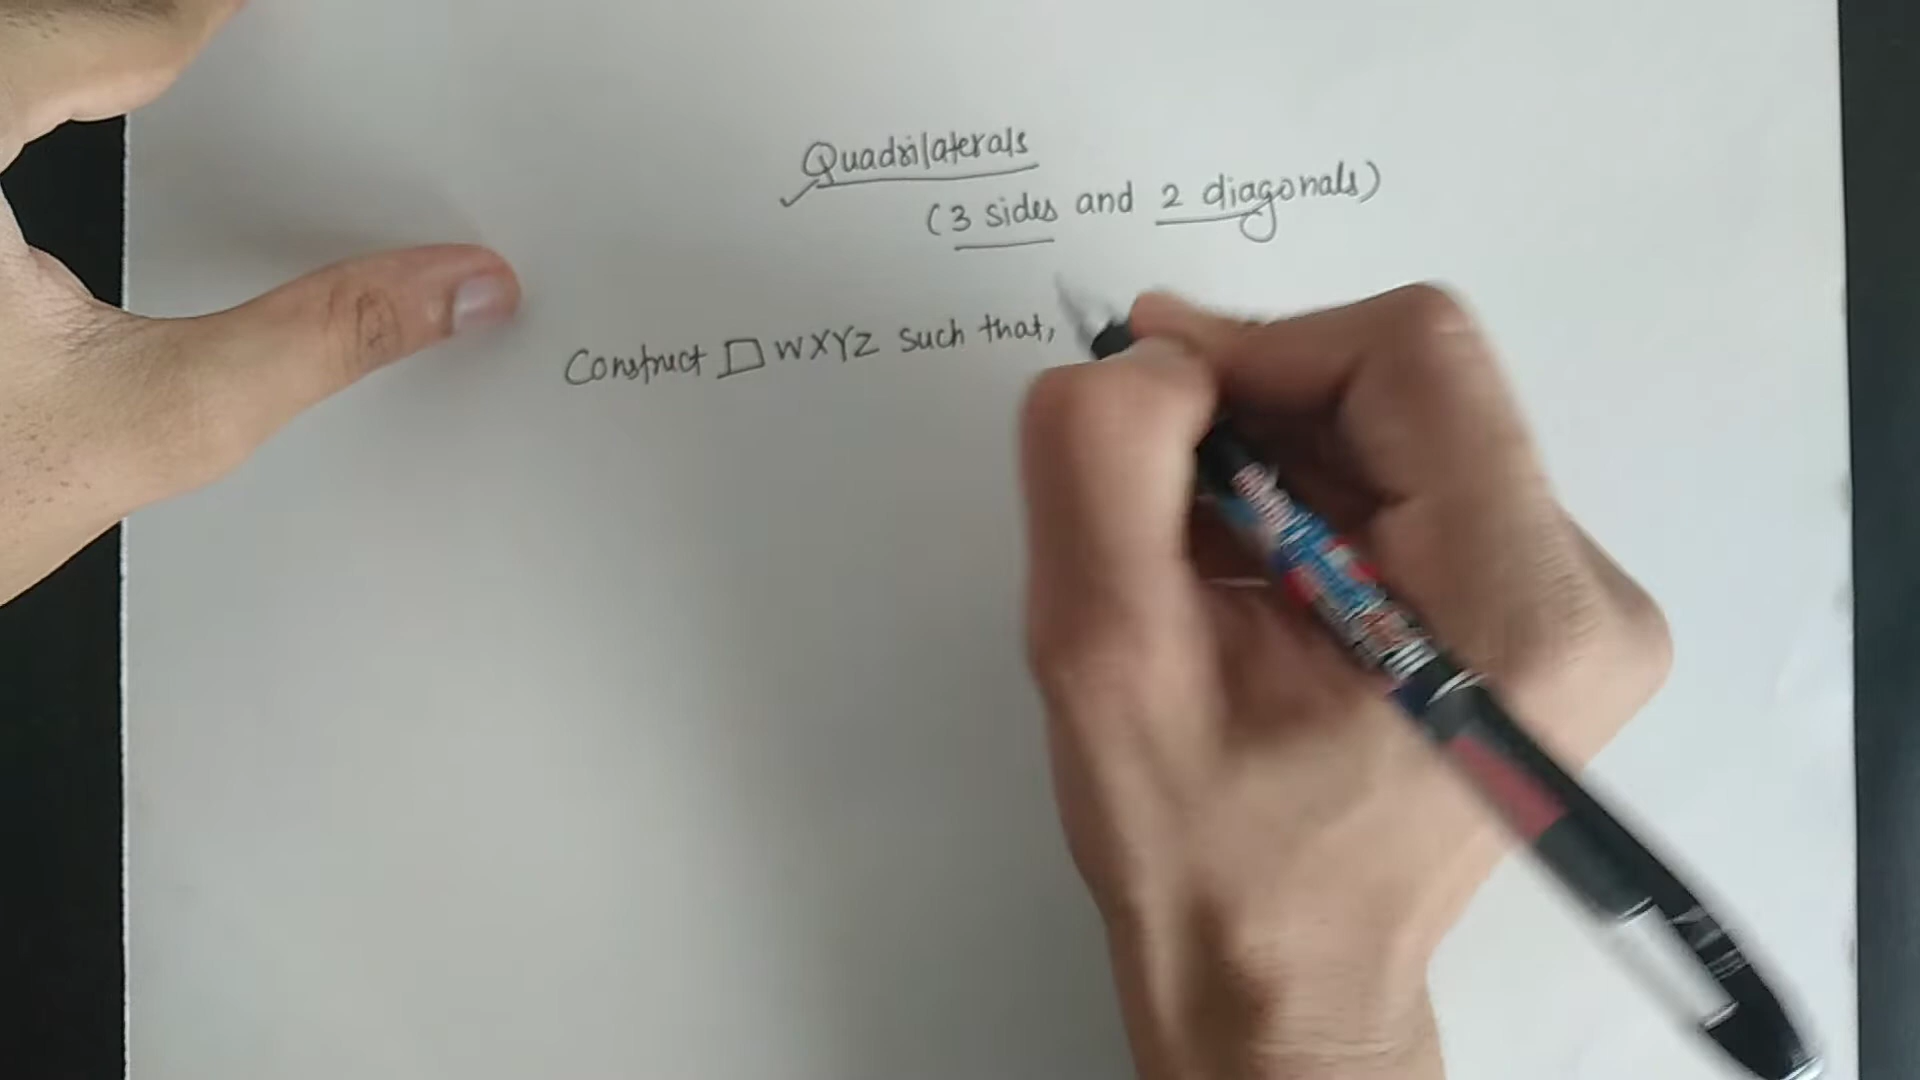 Quadrilaterals
(3 sides and 2 diagonals)
Construct □ WXYZ such that,